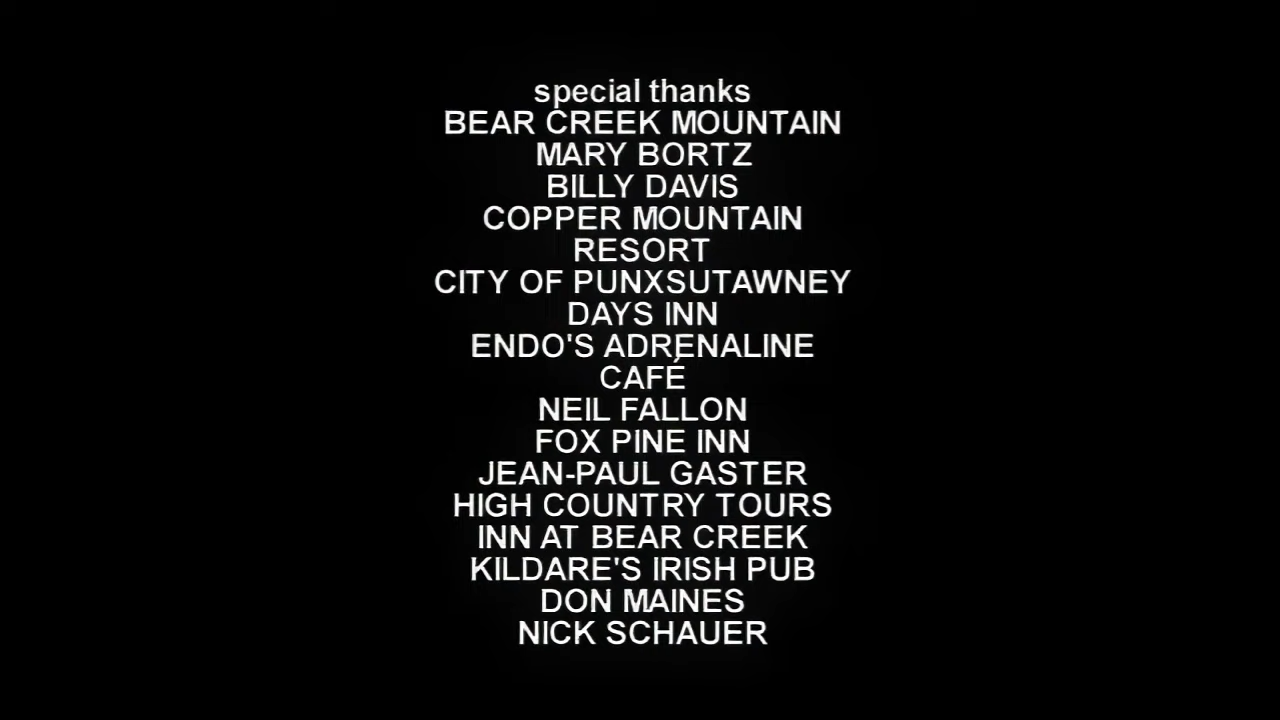 special thanks
BEAR CREEK MOUNTAIN
MARY BORTZ
BILLY DAVIS
COPPER MOUNTAIN
RESORT
CITY OF PUNXSUTAWNEY
DAYS INN
ENDO'S ADRENALINE
CAFÉ
NEIL FALLON
FOX PINE INN
JEAN-PAUL GASTER
HIGH COUNTRY TOURS
INN AT BEAR CREEK
KILDARE'S IRISH PUB
DON MAINES
NICK SCHAUER